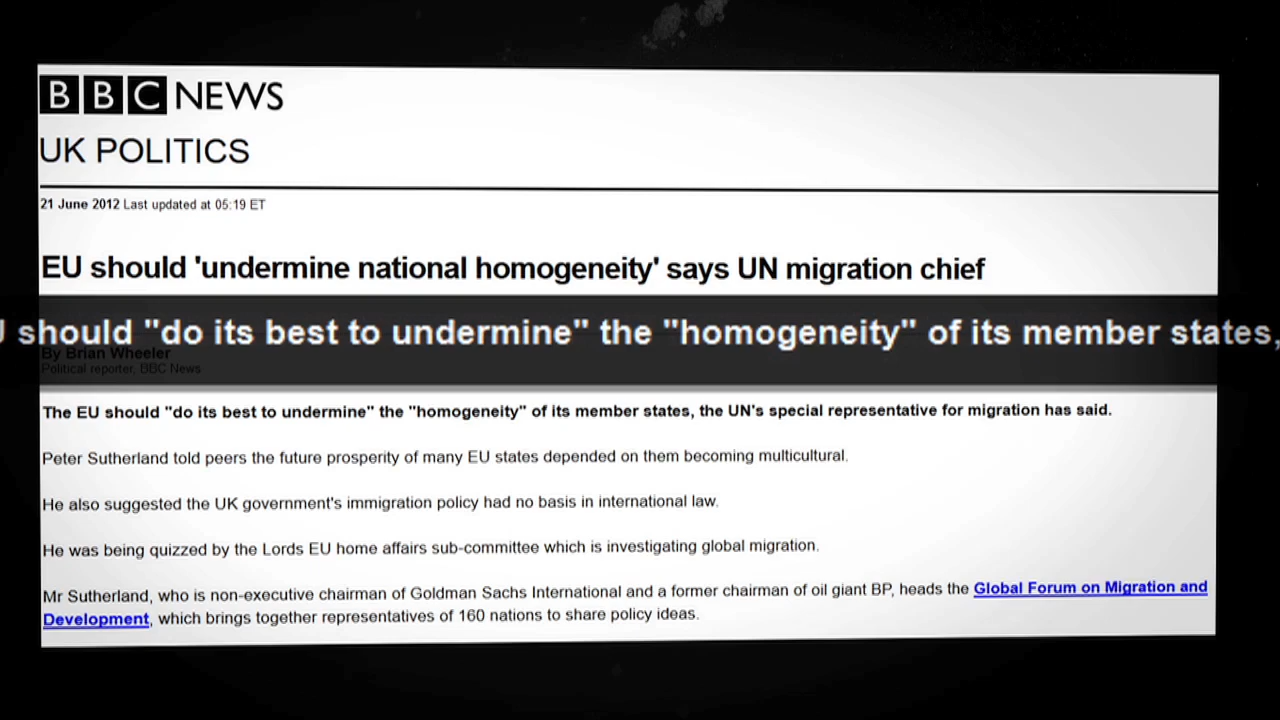 BBC NEWS
UK POLITICS
21 June 2012 Last updated at 05:19 ET
EU should 'undermine national homogeneity' says UN migration chief
should "do its best to undermine" the "homogeneity" of its member states,
By Brian Wheeler
Political reporter, BBC News
The EU should "do its best to undermine" the "homogeneity" of its member states, the UN's special representative for migration has said.
Peter Sutherland told peers the future prosperity of many EU states depended on them becoming multicultural.
He also suggested the UK government's immigration policy had no basis in international law.
He was being quizzed by the Lords EU home affairs sub-committee which is investigating global migration.
Mr Sutherland, who is non-executive chairman of Goldman Sachs International and a former chairman of oil giant BP, heads the Global Forum on Migration and
Development, which brings together representatives of 160 nations to share policy ideas.